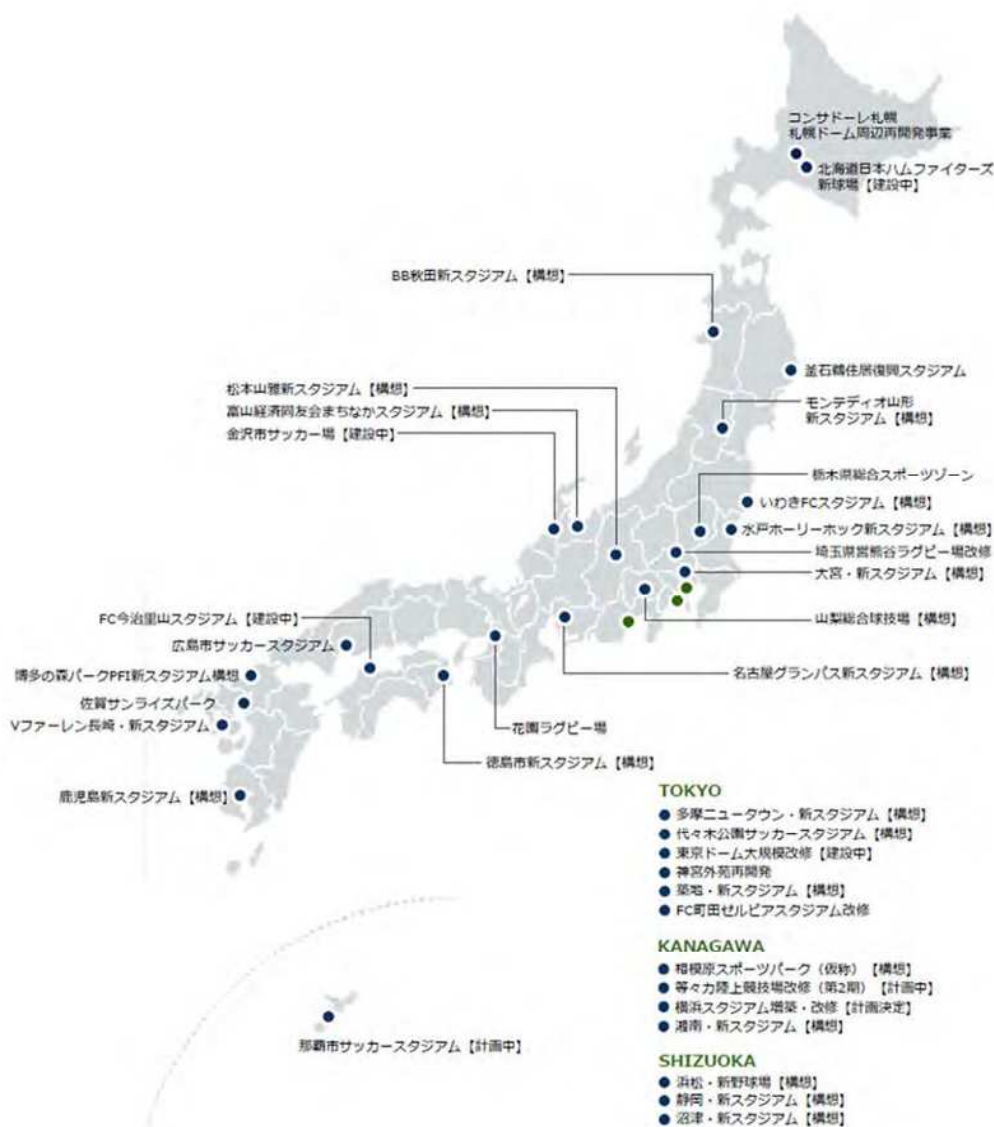 コンサドーレ札幌
札幌ドーム周辺再開発事業
北海道日本ハムファイターズ
新球場【建設中】
BB秋田新スタジアム【構想】
釜石鵜住居復興スタジアム
松本山雅新スタジアム【構想】
富山経済同友会まちなかスタジアム【構想】
金沢市サッカー場【建設中】
モンテディオ山形
新スタジアム【構想】
栃木県総合スポーツゾーン
いわきFCスタジアム【構想】
水戸ホーリーホック新スタジアム【構想】
埼玉県営熊谷ラグビー場改修
大宮・新スタジアム【構想】
山梨総合球技場【構想】
名古屋グランパス新スタジアム【構想】
FC今治里山スタジアム【建設中】
広島市サッカースタジアム
博多の森パークPFI新スタジアム構想
佐賀サンライズパーク
Vファーレン長崎・新スタジアム
鹿児島新スタジアム【構想】
花園ラグビー場
徳島市新スタジアム【構想】
那覇市サッカースタジアム【計画中】
TOKYO
多摩ニュータウン・新スタジアム【構想】
代々木公園サッカースタジアム【構想】
東京ドーム大規模改修【建設中】
神宮外苑再開発
築地・新スタジアム【構想】
FC町田ゼルビアスタジアム改修
KANAGAWA
相模原スポーツパーク（仮称）【構想】
等々力陸上競技場改修（第2期）【計画中】
横浜スタジアム増築・改修【計画決定】
湘南・新スタジアム【構想】
SHIZUOKA
浜松・新野球場【構想】
静岡・新スタジアム【構想】
沼津・新スタジアム【構想】